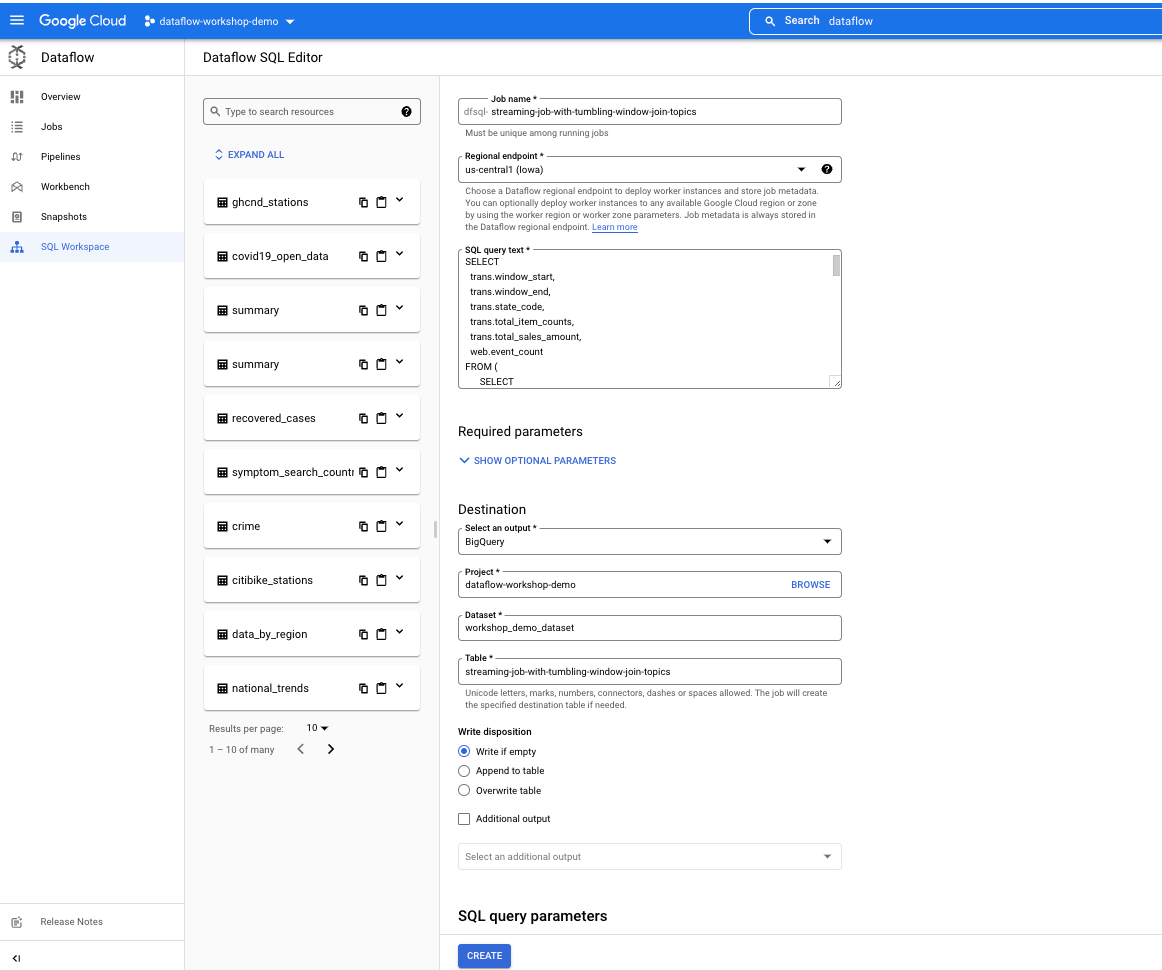 Google Cloud
dataflow-workshop-demo
Search dataflow
Dataflow
Dataflow SQL Editor
Overview
Jobs
Pipelines
Workbench
Snapshots
SQL Workspace
Release Notes
Type to search resources
EXPAND ALL
ghcnd_stations
covid19_open_data
summary
summary
recovered_cases
symptom_search_countr
crime
citibike_stations
data_by_region
national_trends
Results per page: 10
1 – 10 of many
Job name *
dfsql- streaming-job-with-tumbling-window-join-topics
Must be unique among running jobs
Regional endpoint *
us-central1 (Iowa)
Choose a Dataflow regional endpoint to deploy worker instances and store job metadata.
You can optionally deploy worker instances to any available Google Cloud region or zone
by using the worker region or worker zone parameters. Job metadata is always stored in
the Dataflow regional endpoint. Learn more
SQL query text *
SELECT
trans.window_start,
trans.window_end,
trans.state_code,
trans.total_item_counts,
trans.total_sales_amount,
web.event_count
FROM (
SELECT
Required parameters
SHOW OPTIONAL PARAMETERS
Destination
Select an output *
BigQuery
Project *
dataflow-workshop-demo
BROWSE
Dataset *
workshop_demo_dataset
Table *
streaming-job-with-tumbling-window-join-topics
Unicode letters, marks, numbers, connectors, dashes or spaces allowed. The job will create
the specified destination table if needed.
Write disposition
Write if empty
Append to table
Overwrite table
Additional output
Select an additional output
SQL query parameters
CREATE